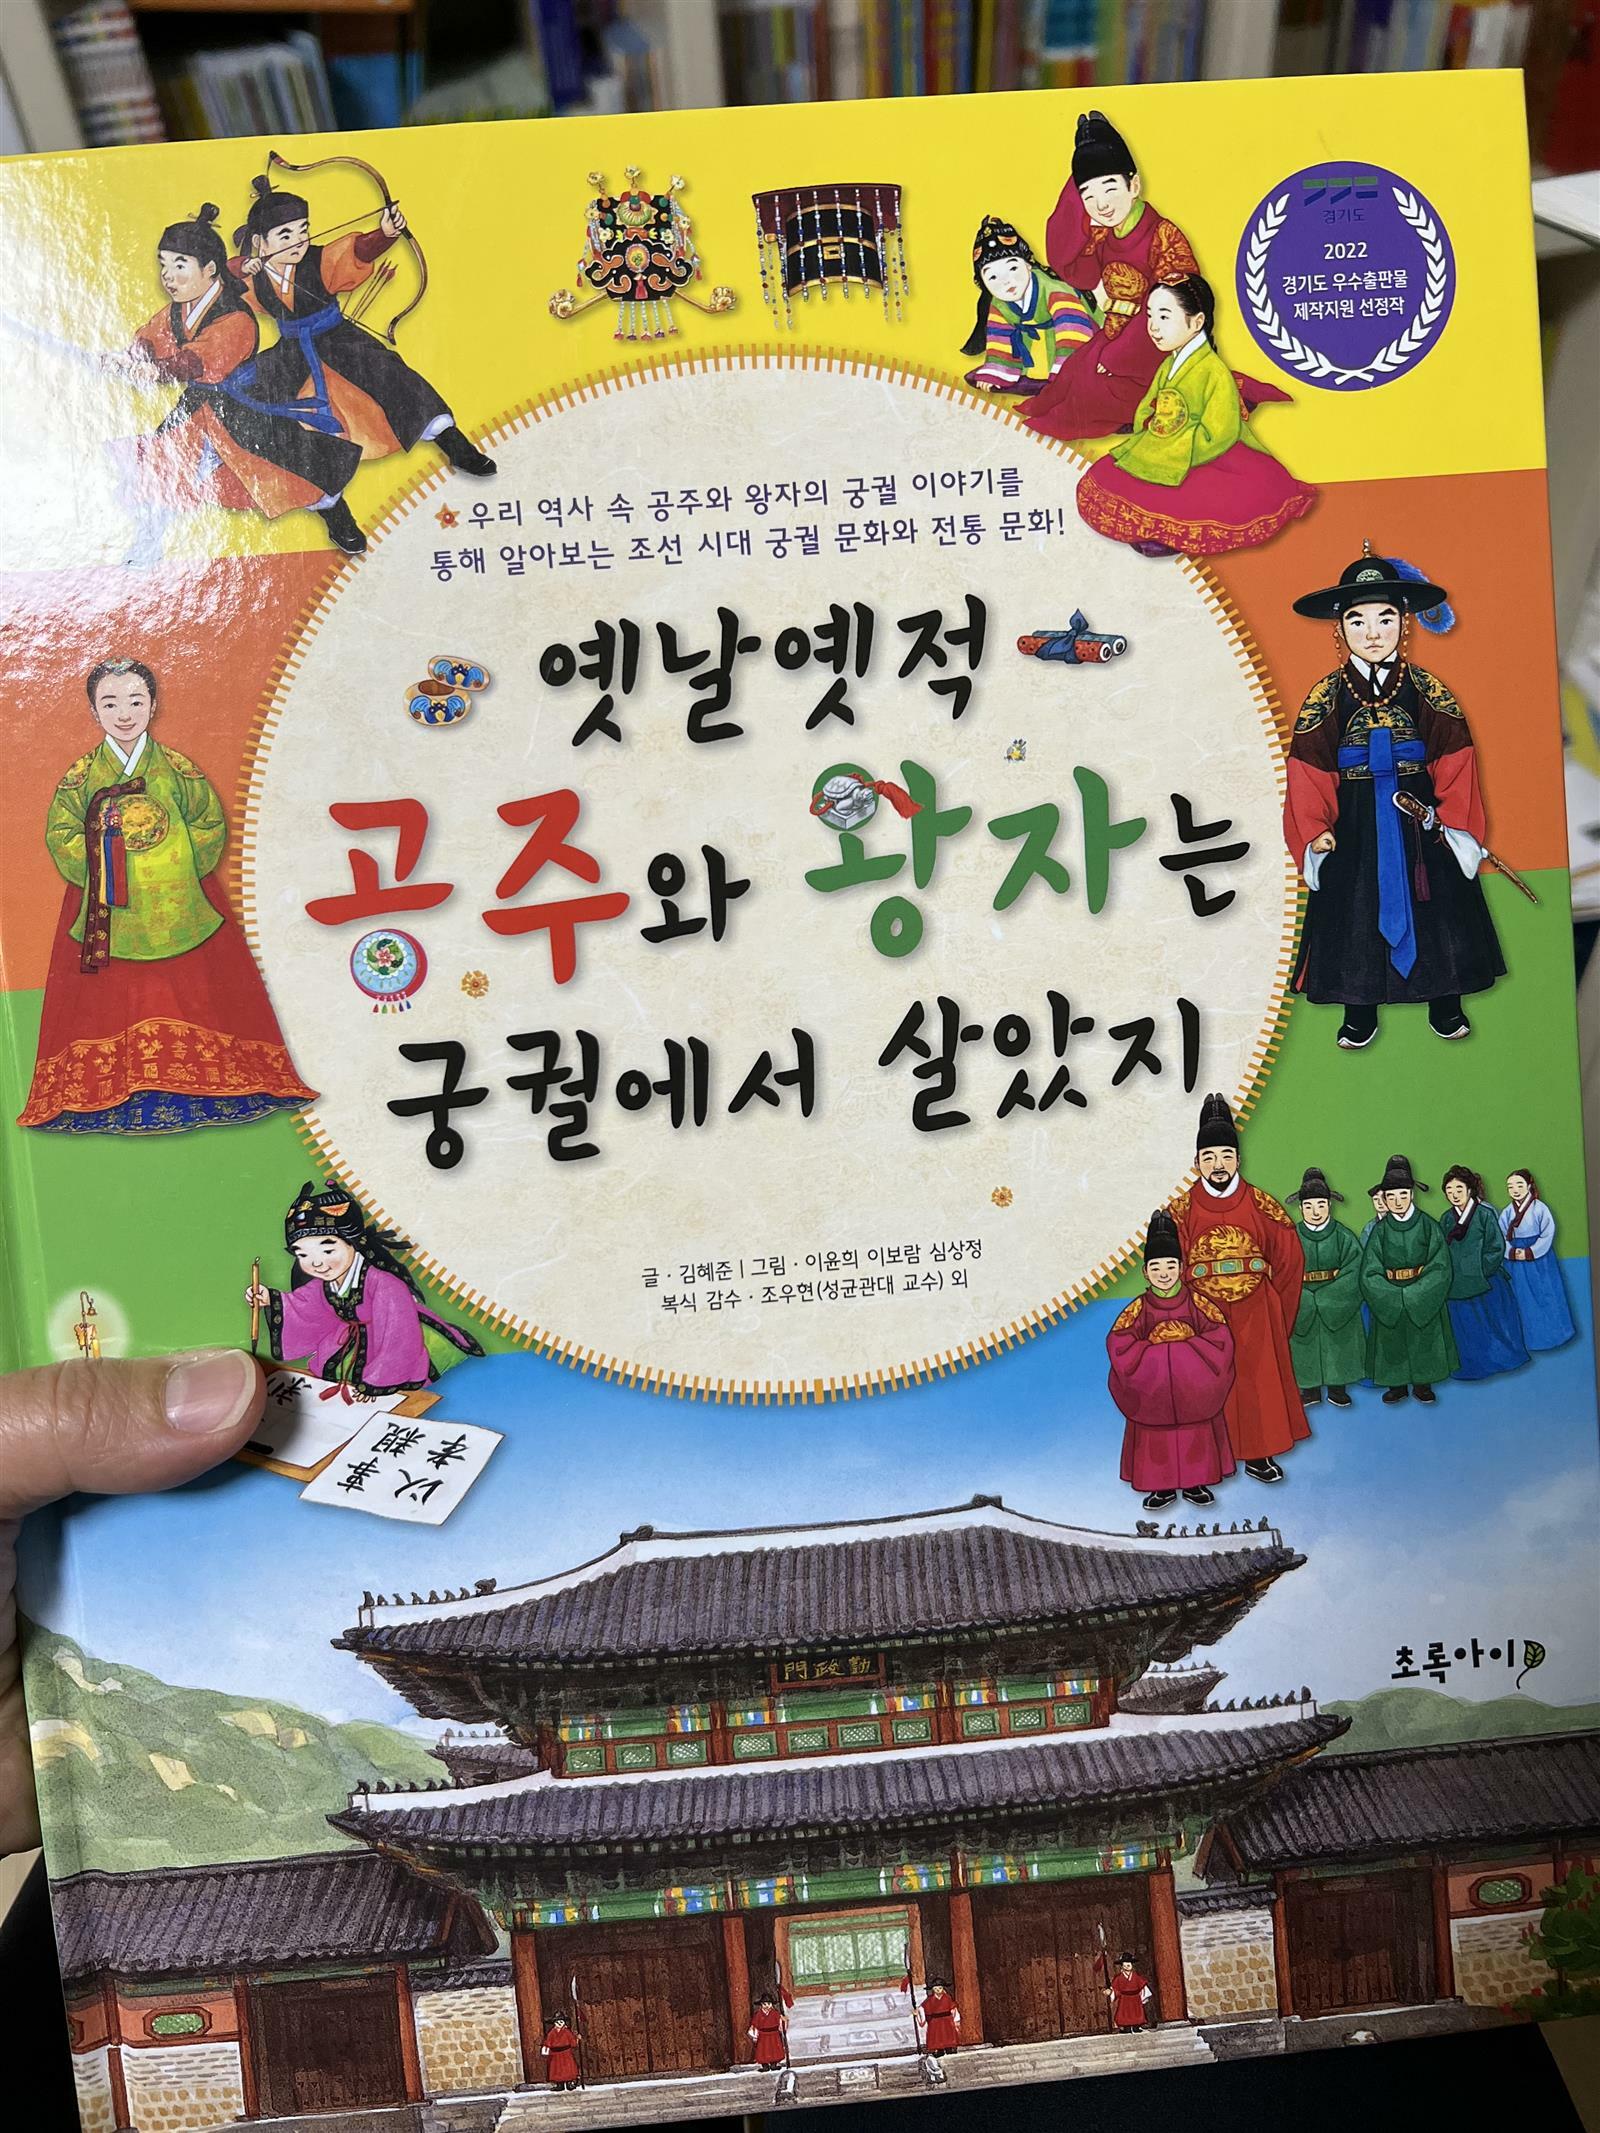 경기도
2022
경기도 우수출판물
제작지원 선정작
우리 역사 속 공주와 왕자의 궁궐 이야기를
통해 알아보는 조선 시대 궁궐 문화와 전통 문화!
옛날옛적
공주와 왕자는
궁궐에서 살았지
글 · 김혜준 | 그림 · 이윤희 이보람 심상정
복식 감수 · 조우현(성균관대 교수) 외
孝親
以事
門政勤
초록아이